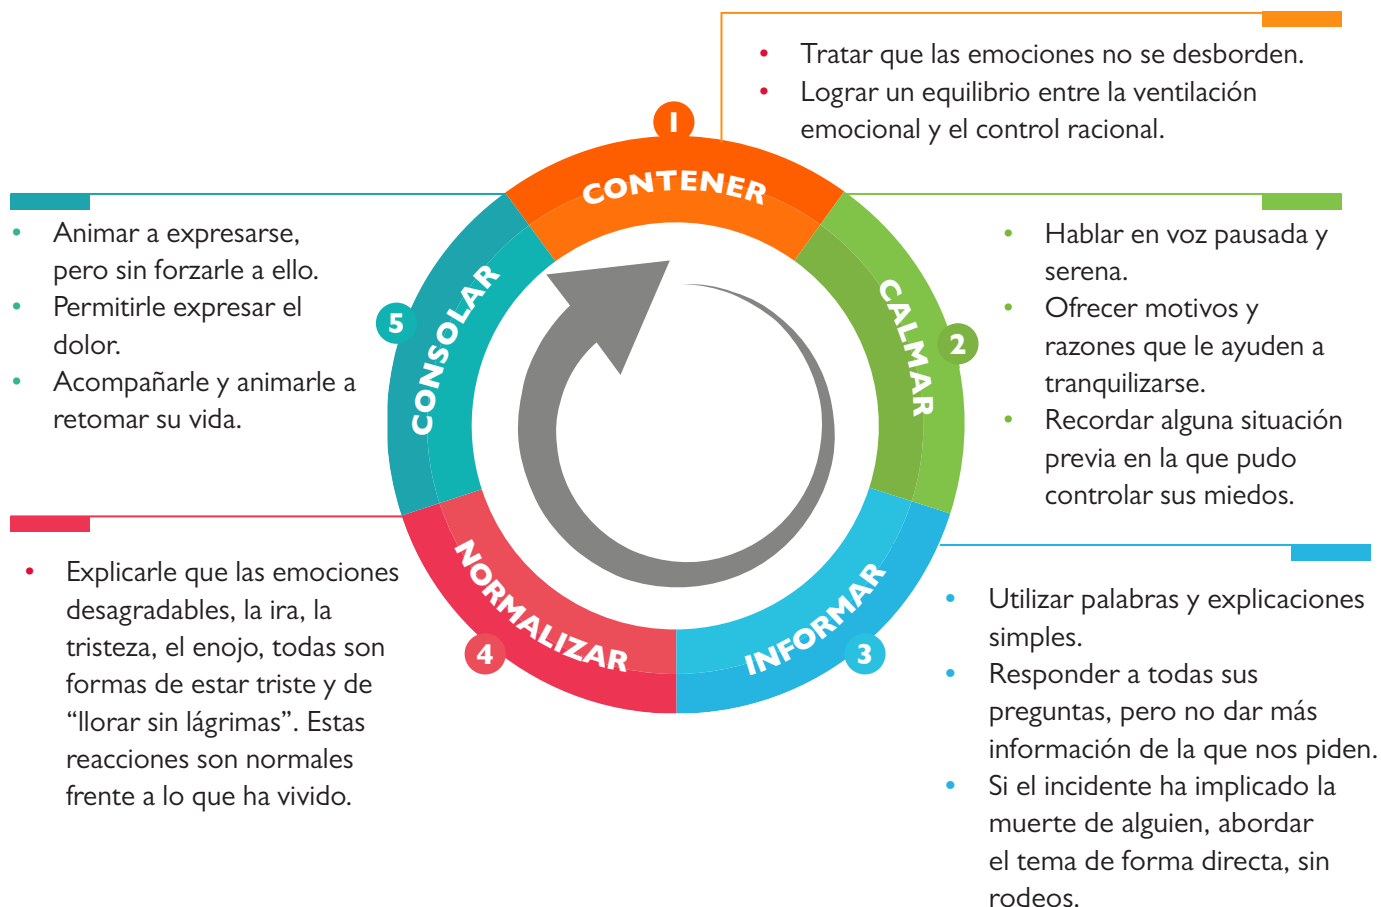 1
CONTENER
• Tratar que las emociones no se desborden.
• Lograr un equilibrio entre la ventilación
emocional y el control racional.
2
CALMAR
• Hablar en voz pausada y
serena.
• Ofrecer motivos y
razones que le ayuden a
tranquilizarse.
• Recordar alguna situación
previa en la que pudo
controlar sus miedos.
3
INFORMAR
• Utilizar palabras y explicaciones
simples.
• Responder a todas sus
preguntas, pero no dar más
información de la que nos piden.
• Si el incidente ha implicado la
muerte de alguien, abordar
el tema de forma directa, sin
rodeos.
4
NORMALIZAR
• Explicarle que las emociones
desagradables, la ira, la
tristeza, el enojo, todas son
formas de estar triste y de
“llorar sin lágrimas”. Estas
reacciones son normales
frente a lo que ha vivido.
5
CONSOLAR
• Animar a expresarse,
pero sin forzarle a ello.
• Permitirle expresar el
dolor.
• Acompañarle y animarle a
retomar su vida.